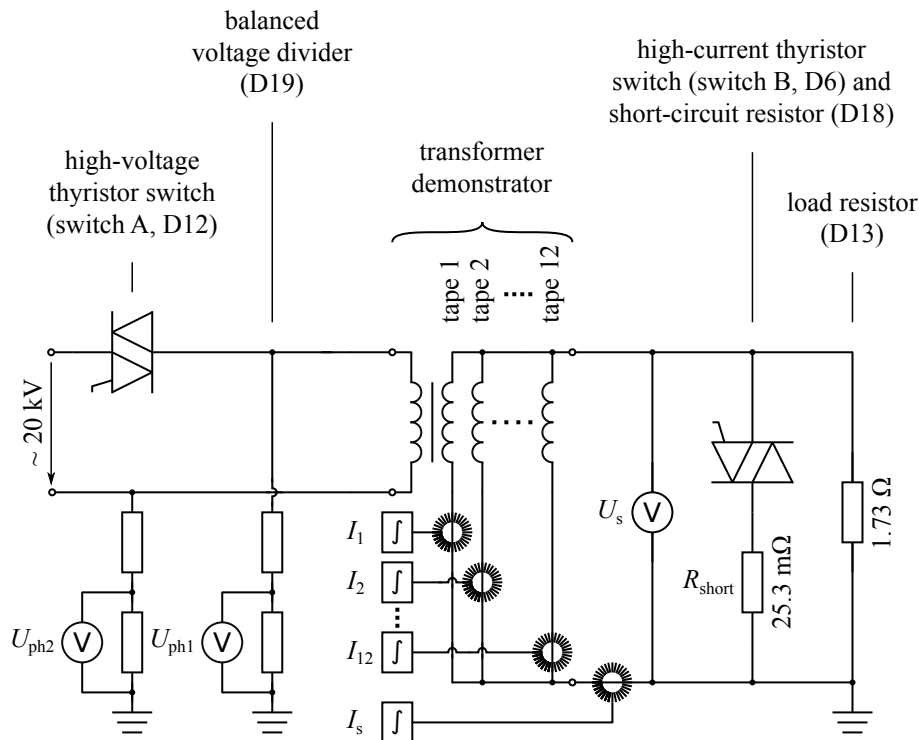 balanced
voltage divider
(D19)
high-current thyristor
switch (switch B, D6) and
short-circuit resistor (D18)
high-voltage
thyristor switch
(switch A, D12)
transformer
demonstrator
load resistor
(D13)
tape 1
tape 2
tape 12
~ 20 kV
U_s
V
R_short
25.3 mΩ
1.73 Ω
I_1
∫
I_2
∫
I_12
∫
I_s
∫
U_ph2
V
U_ph1
V